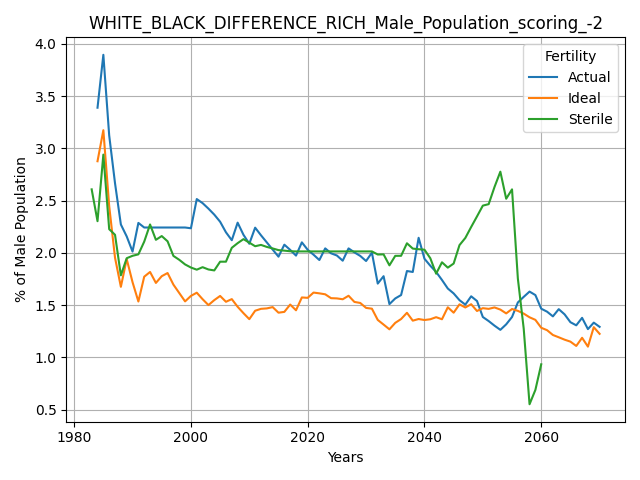 WHITE_BLACK_DIFFERENCE_RICH_Male_Population_scoring_-2
4.0
3.5
3.0
2.5
2.0
1.5
1.0
0.5
% of Male Population
Fertility
Actual
Ideal
Sterile
1980
2000
2020
2040
2060
Years